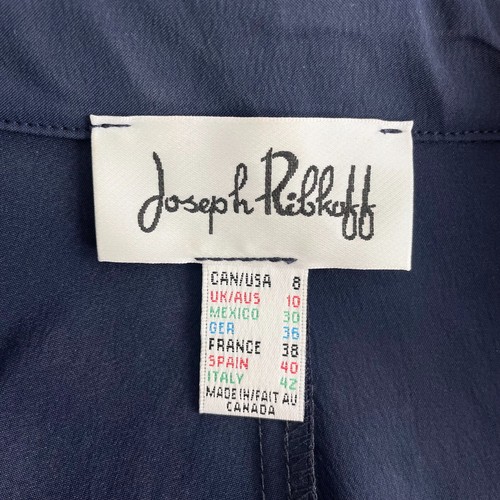 Joseph Ribkoff
CAN/USA 8
UK/AUS 10
MEXICO 30
GER 36
FRANCE 38
SPAIN 40
ITALY 42
MADE IN/FAIT AU
CANADA